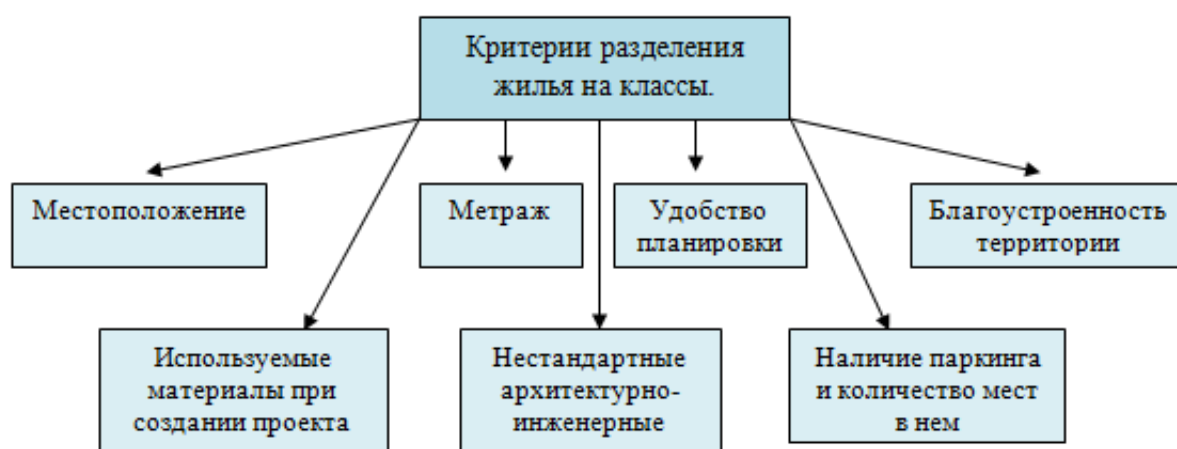 Критерии разделения
жилья на классы.
Местоположение
Метраж
Удобство
планировки
Благоустроенность
территории
Используемые
материалы при
создании проекта
Нестандартные
архитектурно-
инженерные
Наличие паркинга
и количество мест
в нем